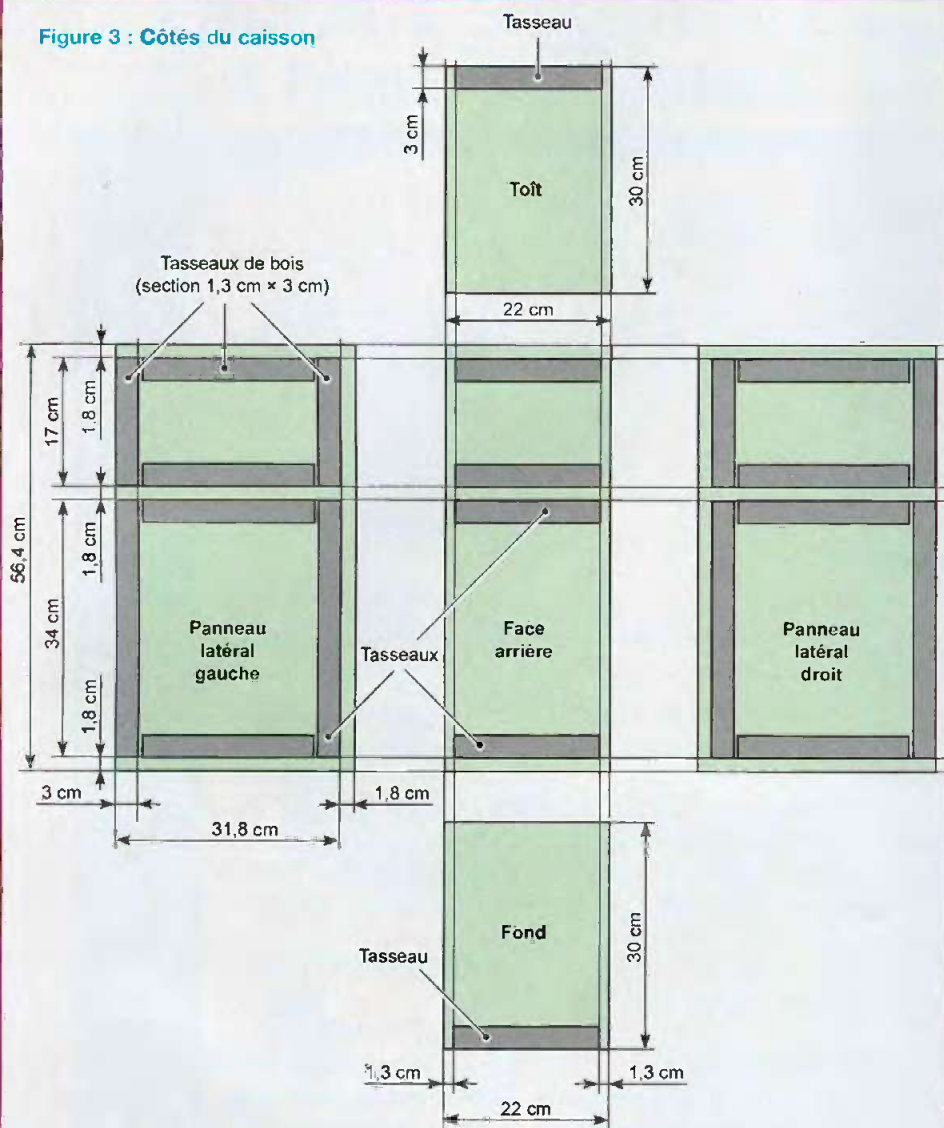 Figure 3 : Côtés du caisson
Tasseau
3 cm
30 cm
Toît
22 cm
Tasseaux de bois
(section 1,3 cm × 3 cm)
17 cm
1.8 cm
56,4 cm
34 cm
1,8 cm
1,8 cm
Panneau
latéral
gauche
Tasseaux
Face
arrière
Panneau
latéral
droit
3 cm
1,8 cm
31,8 cm
Fond
30 cm
Tasseau
1,3 cm
1,3 cm
22 cm